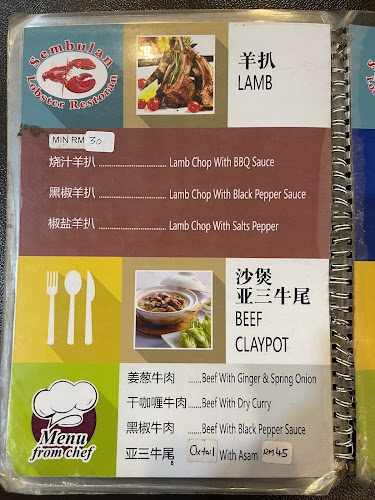 Sembulan
Lobster Restoran
羊扒
LAMB
MIN RM 30
烧汁羊扒 .................................. Lamb Chop With BBQ Sauce
黑椒羊扒 .................................. Lamb Chop With Black Pepper Sauce
椒盐羊扒 .................................. Lamb Chop With Salts Pepper
沙煲
亚三牛尾
BEEF
CLAYPOT
姜葱牛肉 .......Beef With Ginger & Spring Onion
干咖喱牛肉.......Beef With Dry Curry
黑椒牛肉 .......Beef With Black Pepper Sauce
亚三牛尾 Oxtail With Asam RM45
Menu
from chef